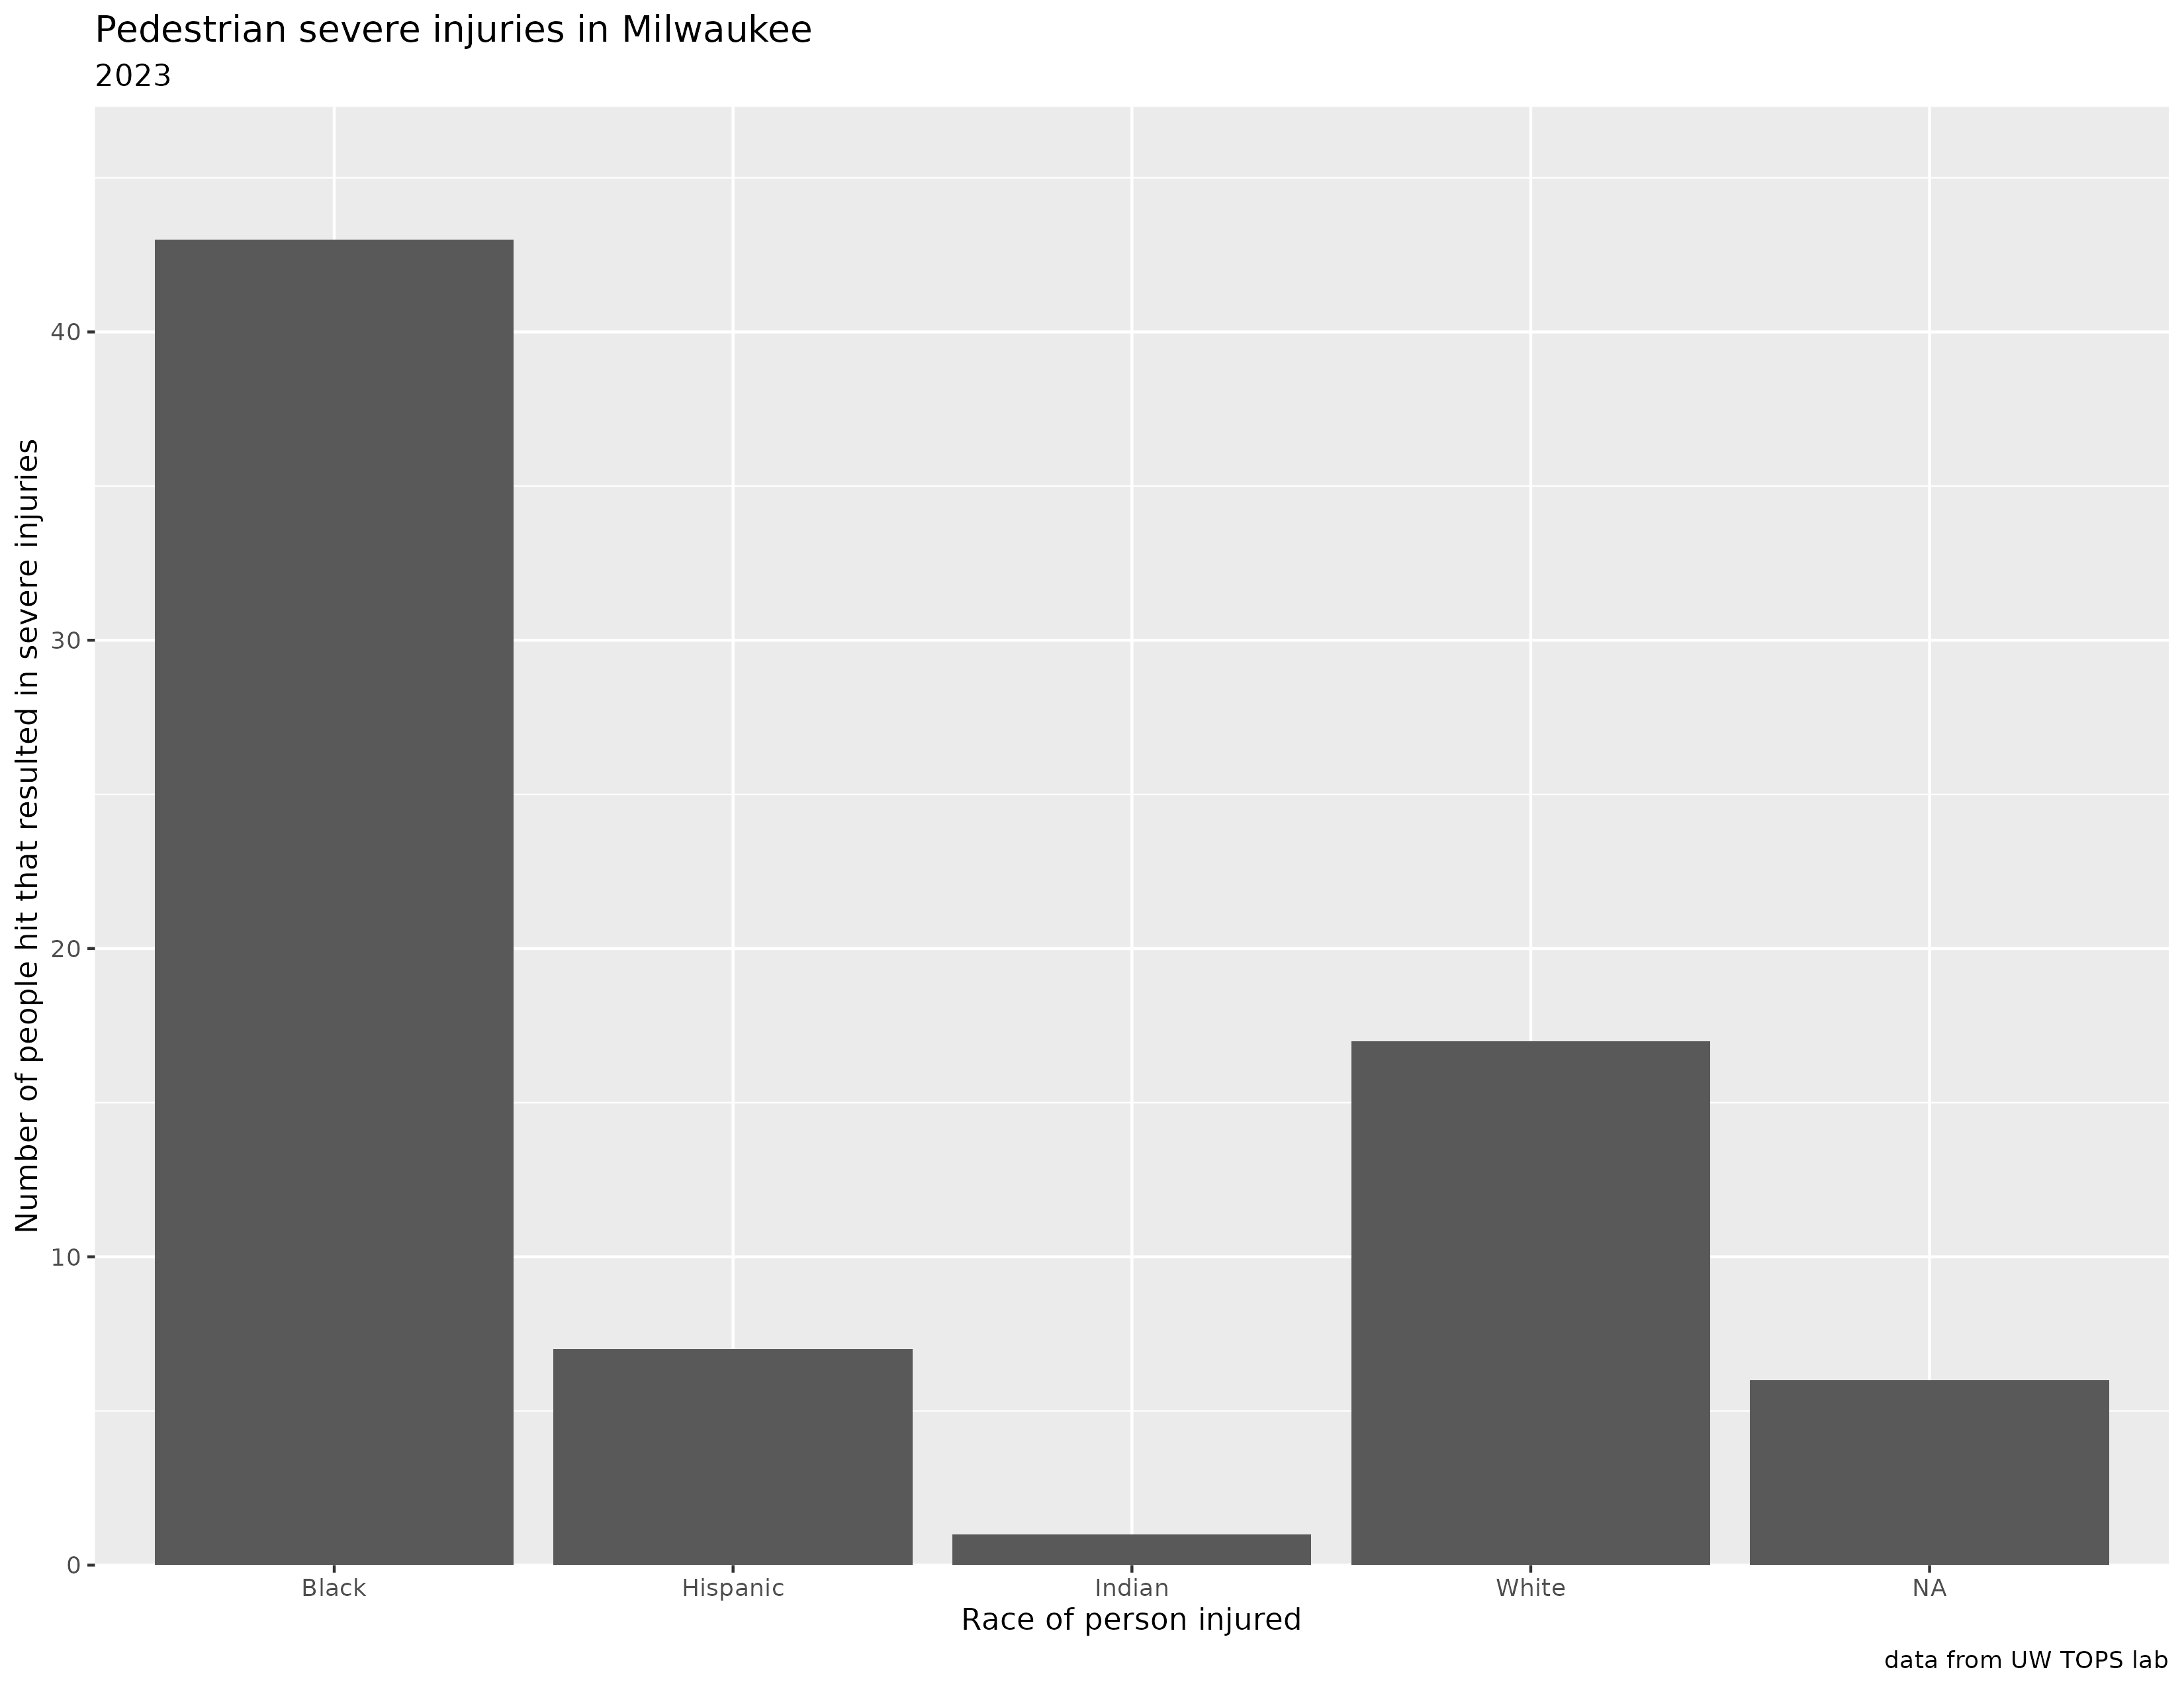 Pedestrian severe injuries in Milwaukee
2023
Number of people hit that resulted in severe injuries
40
30
20
10
0
Black
Hispanic
Indian
White
NA
Race of person injured
data from UW TOPS lab